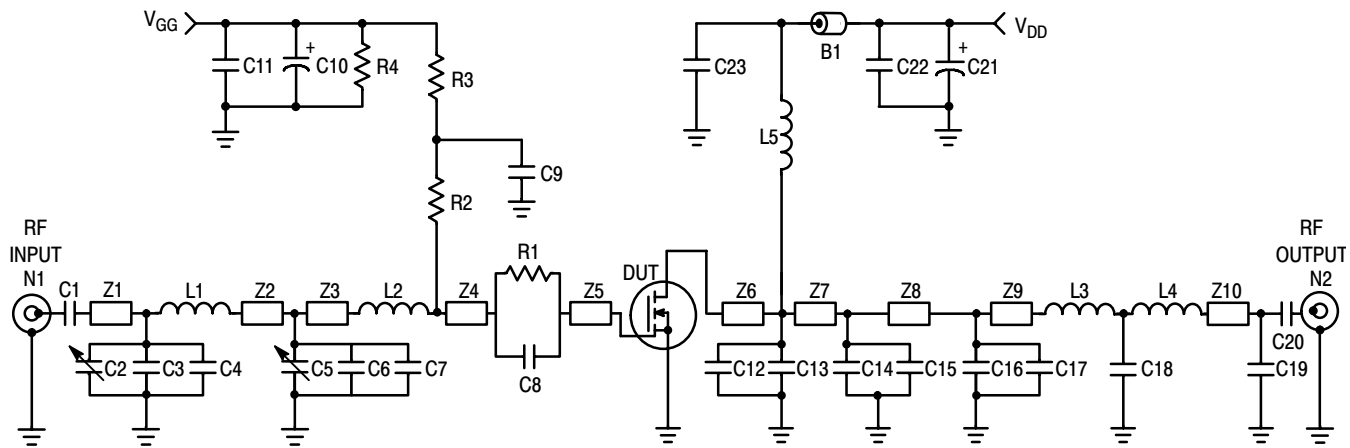 VGG
C11
+
C10
R4
R3
C9
R2
C23
B1
VDD
C22
+
C21
L5
RF
INPUT
N1
C1
Z1
L1
Z2
Z3
L2
Z4
R1
Z5
DUT
Z6
Z7
Z8
Z9
L3
L4
Z10
RF
OUTPUT
N2
C2
C3
C4
C5
C6
C7
C8
C12
C13
C14
C15
C16
C17
C18
C19
C20